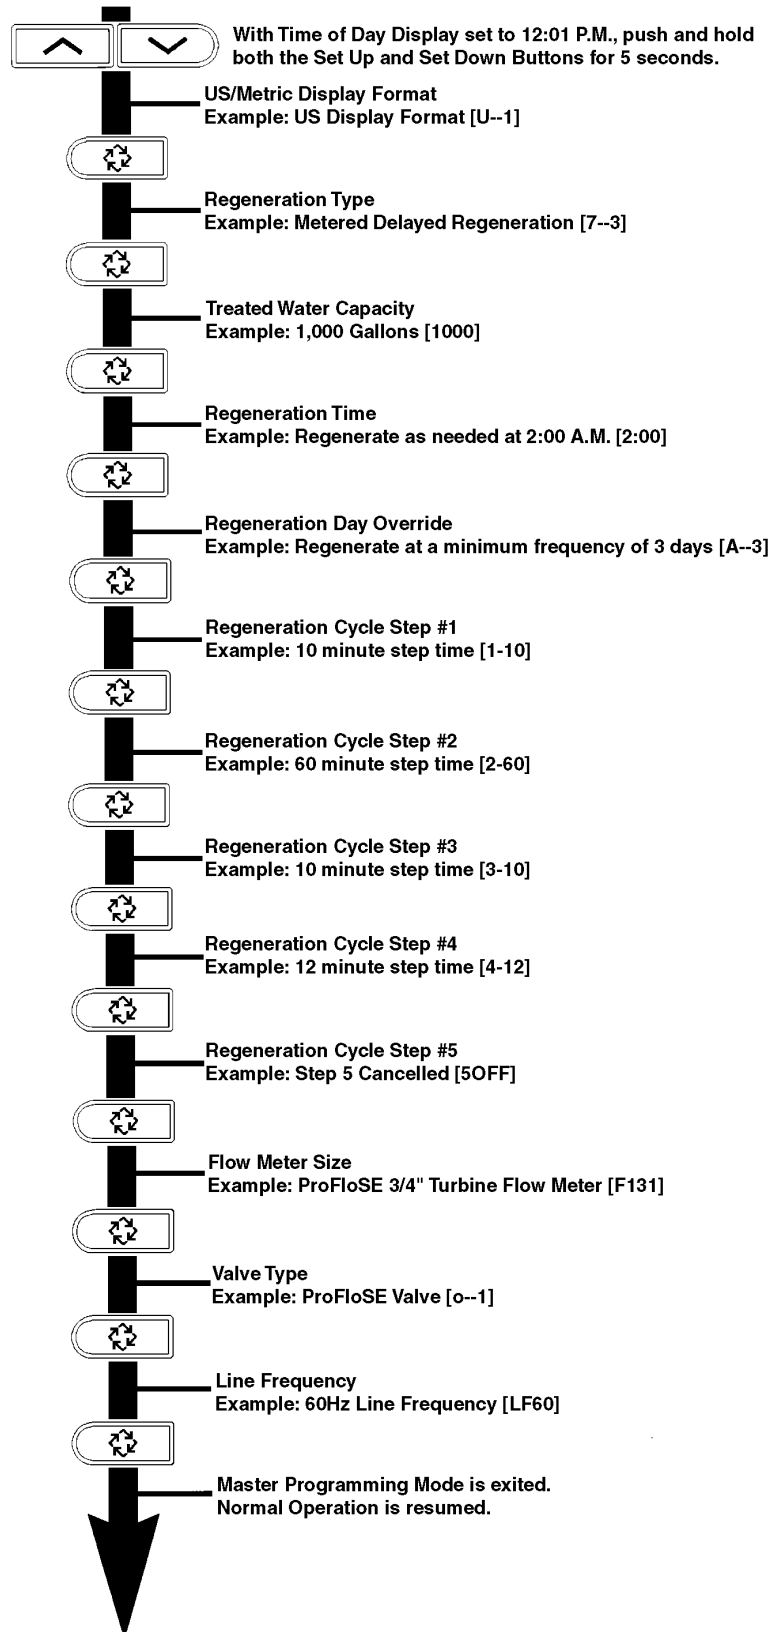 With Time of Day Display set to 12:01 P.M., push and hold
both the Set Up and Set Down Buttons for 5 seconds.
US/Metric Display Format
Example: US Display Format [U--1]
Regeneration Type
Example: Metered Delayed Regeneration [7--3]
Treated Water Capacity
Example: 1,000 Gallons [1000]
Regeneration Time
Example: Regenerate as needed at 2:00 A.M. [2:00]
Regeneration Day Override
Example: Regenerate at a minimum frequency of 3 days [A--3]
Regeneration Cycle Step #1
Example: 10 minute step time [1-10]
Regeneration Cycle Step #2
Example: 60 minute step time [2-60]
Regeneration Cycle Step #3
Example: 10 minute step time [3-10]
Regeneration Cycle Step #4
Example: 12 minute step time [4-12]
Regeneration Cycle Step #5
Example: Step 5 Cancelled [5OFF]
Flow Meter Size
Example: ProFloSE 3/4" Turbine Flow Meter [F131]
Valve Type
Example: ProFloSE Valve [o--1]
Line Frequency
Example: 60Hz Line Frequency [LF60]
Master Programming Mode is exited.
Normal Operation is resumed.